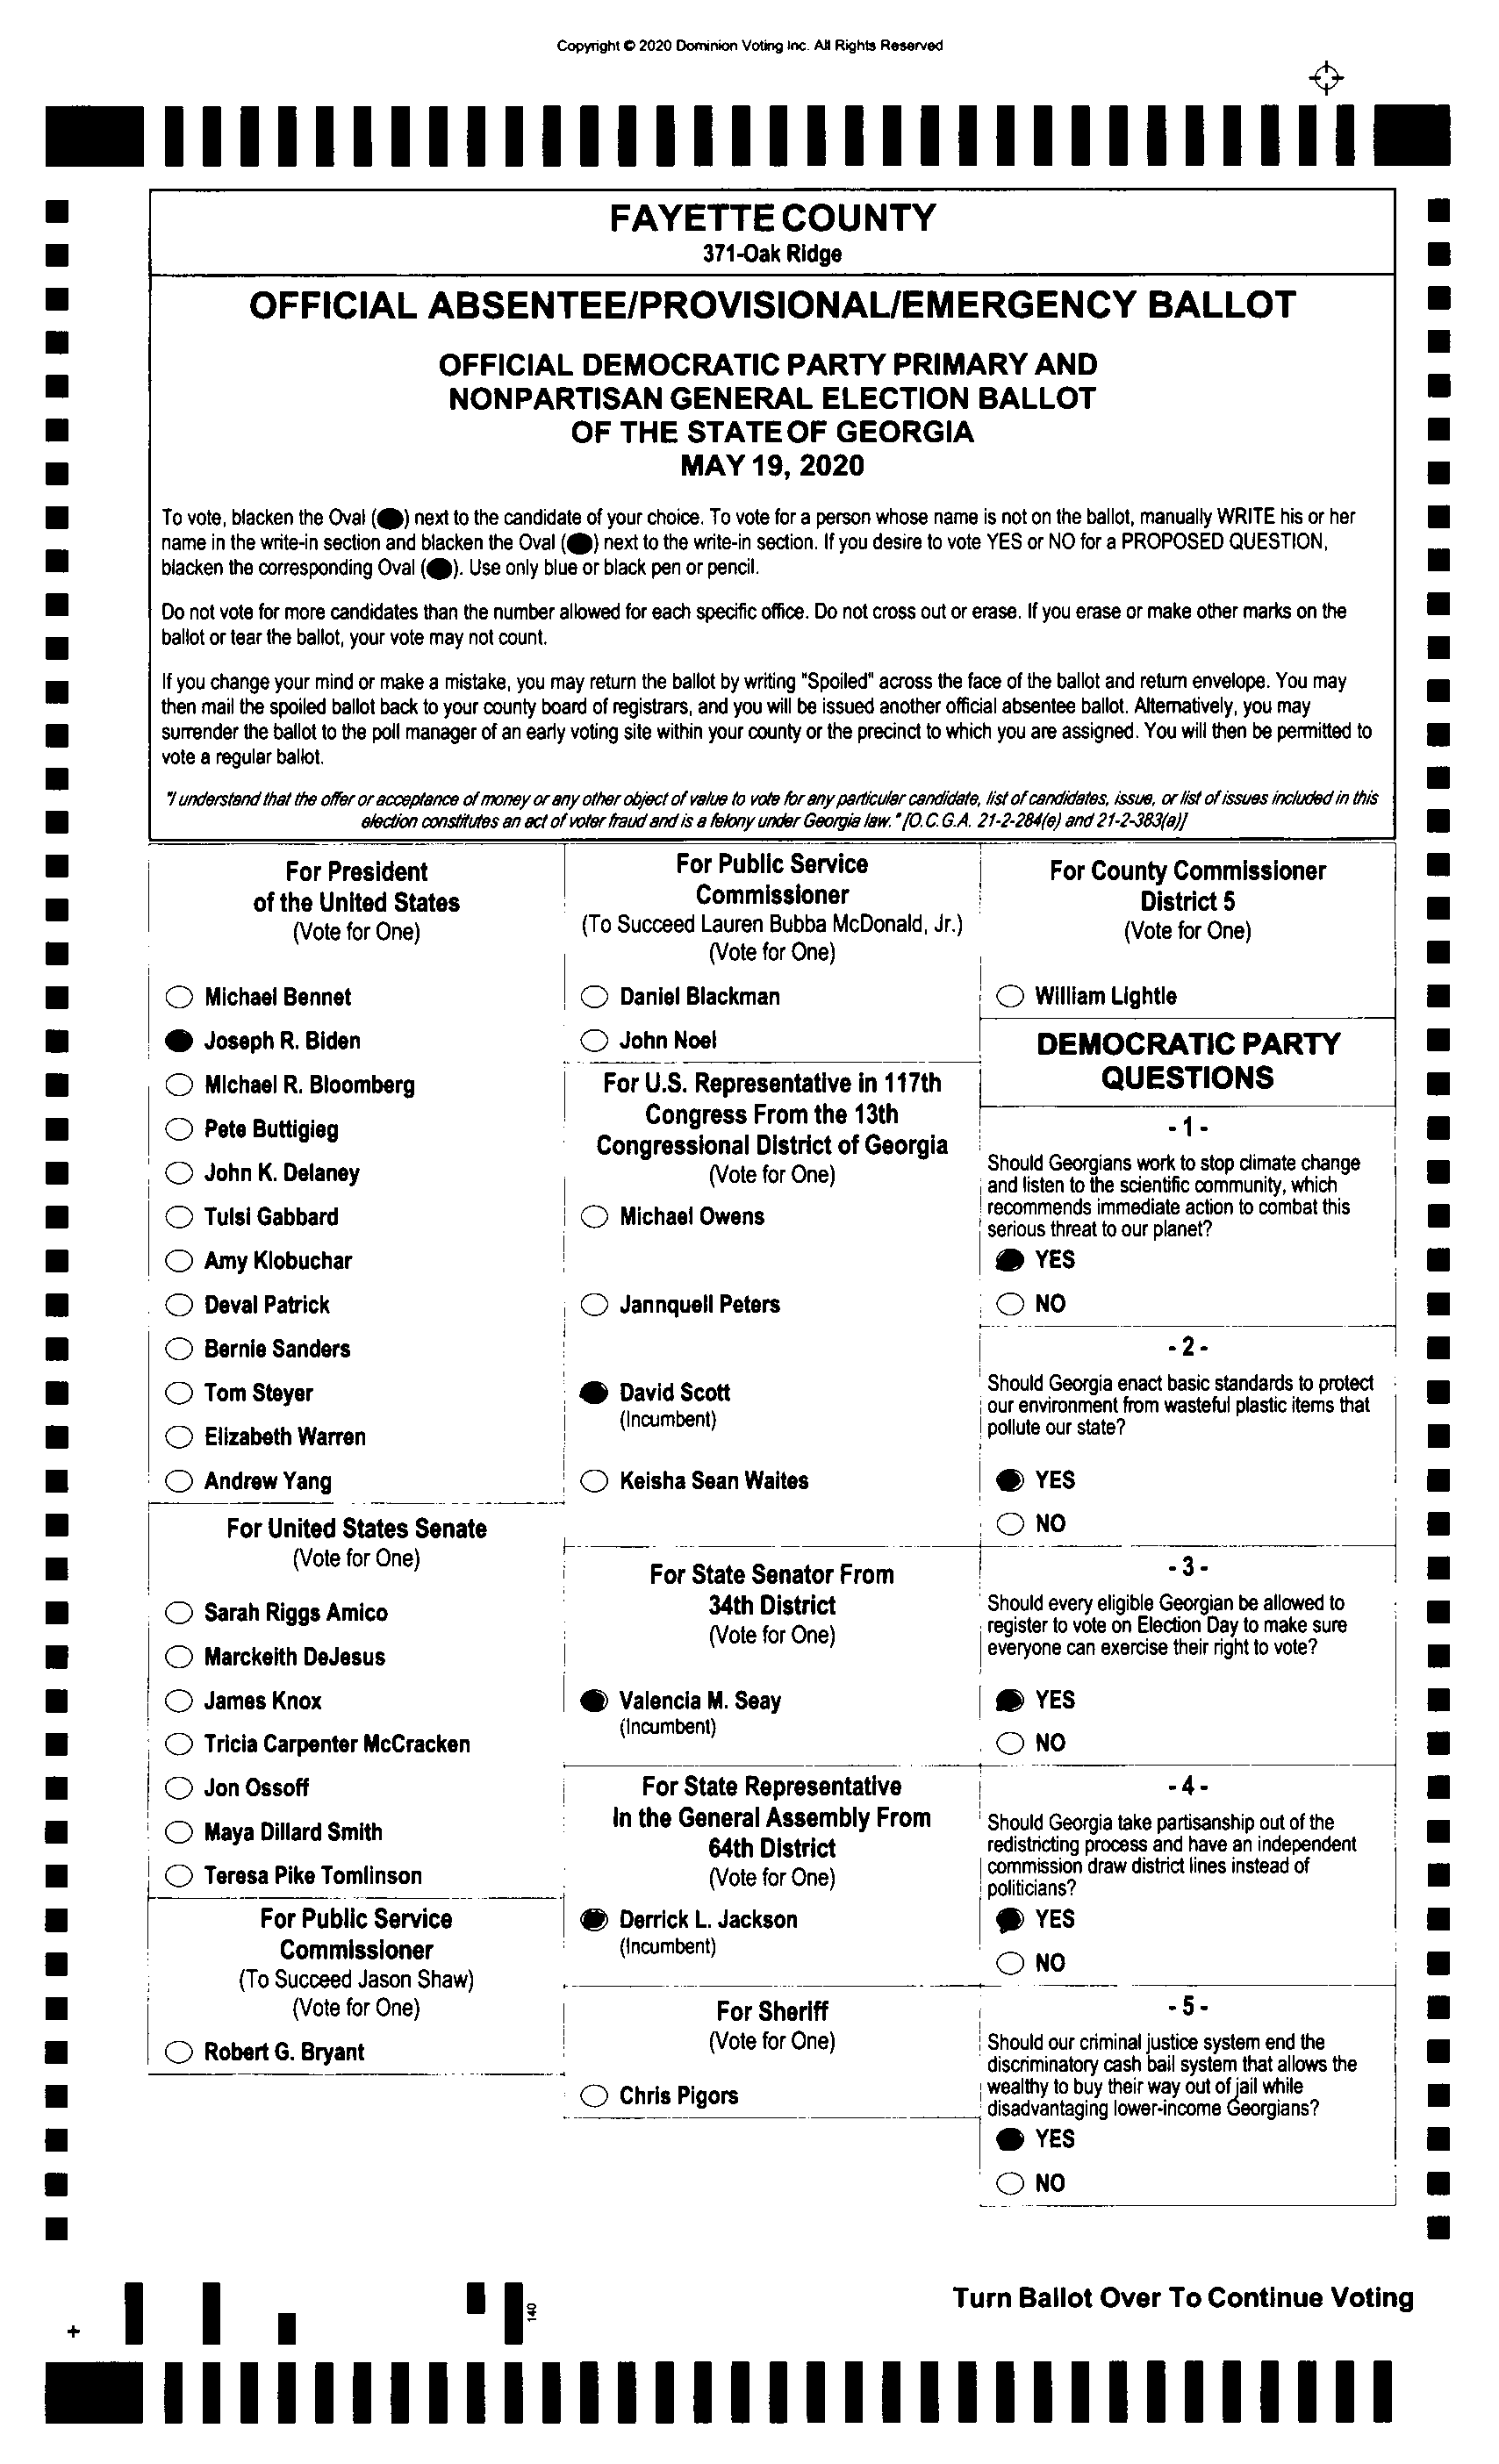 Copyright © 2020 Dominion Voting Inc. All Rights Reserved
FAYETTE COUNTY
371-Oak Ridge
OFFICIAL ABSENTEE/PROVISIONAL/EMERGENCY BALLOT
OFFICIAL DEMOCRATIC PARTY PRIMARY AND
NONPARTISAN GENERAL ELECTION BALLOT
OF THE STATE OF GEORGIA
MAY 19, 2020
To vote, blacken the Oval (●) next to the candidate of your choice. To vote for a person whose name is not on the ballot, manually WRITE his or her
name in the write-in section and blacken the Oval (●) next to the write-in section. If you desire to vote YES or NO for a PROPOSED QUESTION,
blacken the corresponding Oval (●). Use only blue or black pen or pencil.
Do not vote for more candidates than the number allowed for each specific office. Do not cross out or erase. If you erase or make other marks on the
ballot or tear the ballot, your vote may not count.
If you change your mind or make a mistake, you may return the ballot by writing "Spoiled" across the face of the ballot and return envelope. You may
then mail the spoiled ballot back to your county board of registrars, and you will be issued another official absentee ballot. Alternatively, you may
surrender the ballot to the poll manager of an early voting site within your county or the precinct to which you are assigned. You will then be permitted to
vote a regular ballot.
"I understand that the offer or acceptance of money or any other object of value to vote for any particular candidate, list of candidates, issue, or list of issues included in this
election constitutes an act of voter fraud and is a felony under Georgia law." [O.C.G.A. 21-2-284(e) and 21-2-383(a)]
For President
of the United States
(Vote for One)
Michael Bennet
Joseph R. Biden
Michael R. Bloomberg
Pete Buttigieg
John K. Delaney
Tulsi Gabbard
Amy Klobuchar
Deval Patrick
Bernie Sanders
Tom Steyer
Elizabeth Warren
Andrew Yang
For United States Senate
(Vote for One)
Sarah Riggs Amico
Marckeith DeJesus
James Knox
Tricia Carpenter McCracken
Jon Ossoff
Maya Dillard Smith
Teresa Pike Tomlinson
For Public Service
Commissioner
(To Succeed Jason Shaw)
(Vote for One)
Robert G. Bryant
For Public Service
Commissioner
(To Succeed Lauren Bubba McDonald, Jr.)
(Vote for One)
Daniel Blackman
John Noel
For U.S. Representative in 117th
Congress From the 13th
Congressional District of Georgia
(Vote for One)
Michael Owens
Jannquell Peters
David Scott
(Incumbent)
Keisha Sean Waites
For State Senator From
34th District
(Vote for One)
Valencia M. Seay
(Incumbent)
For State Representative
In the General Assembly From
64th District
(Vote for One)
Derrick L. Jackson
(Incumbent)
For Sheriff
(Vote for One)
Chris Pigors
For County Commissioner
District 5
(Vote for One)
William Lightle
DEMOCRATIC PARTY
QUESTIONS
- 1 -
Should Georgians work to stop climate change
and listen to the scientific community, which
recommends immediate action to combat this
serious threat to our planet?
YES
NO
- 2 -
Should Georgia enact basic standards to protect
our environment from wasteful plastic items that
pollute our state?
YES
NO
- 3 -
Should every eligible Georgian be allowed to
register to vote on Election Day to make sure
everyone can exercise their right to vote?
YES
NO
- 4 -
Should Georgia take partisanship out of the
redistricting process and have an independent
commission draw district lines instead of
politicians?
YES
NO
- 5 -
Should our criminal justice system end the
discriminatory cash bail system that allows the
wealthy to buy their way out of jail while
disadvantaging lower-income Georgians?
YES
NO
Turn Ballot Over To Continue Voting
140
+